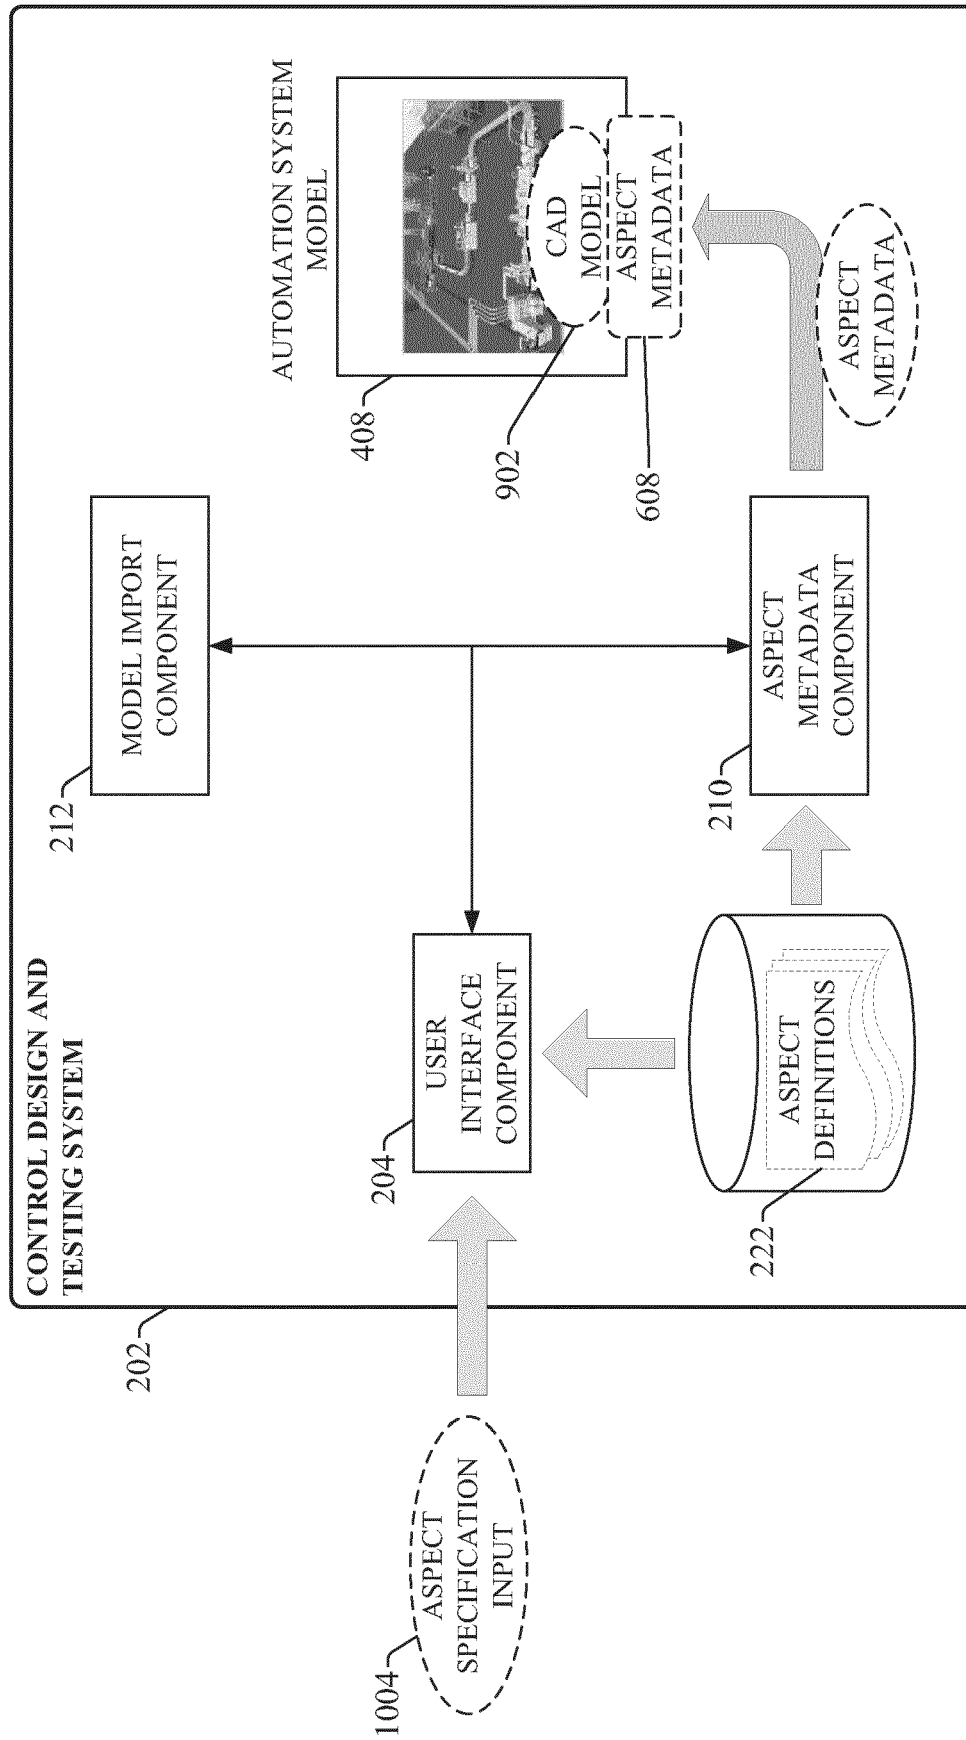 CONTROL DESIGN AND
TESTING SYSTEM
202
212
MODEL IMPORT
COMPONENT
AUTOMATION SYSTEM
MODEL
408
902
CAD
MODEL
ASPECT
METADATA
608
1004
ASPECT
SPECIFICATION
INPUT
204
USER
INTERFACE
COMPONENT
222
ASPECT
DEFINITIONS
210
ASPECT
METADATA
COMPONENT
ASPECT
METADATA